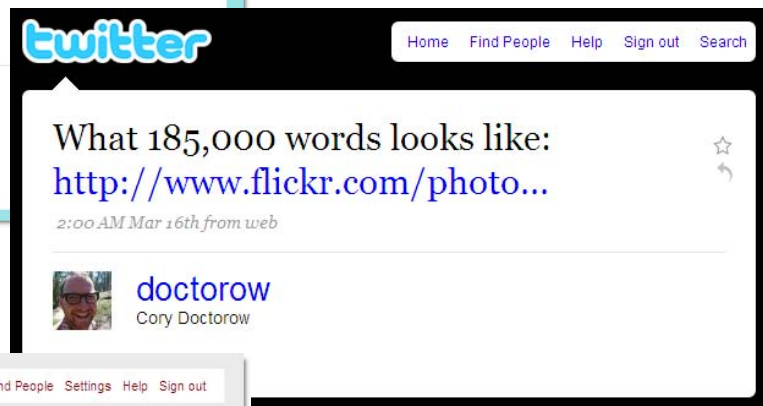 twitter
Home Find People Help Sign out Search
What 185,000 words looks like:
http://www.flickr.com/photo...
2:00 AM Mar 16th from web
doctorow
Cory Doctorow
People Settings Help Sign out